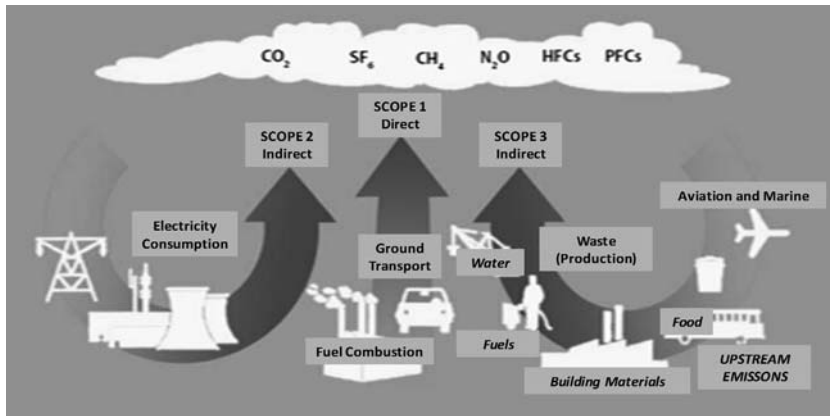 CO₂ SF₆ CH₄ N₂O HFCs PFCs
SCOPE 1
Direct
SCOPE 2
Indirect
SCOPE 3
Indirect
Aviation and Marine
Electricity
Consumption
Ground
Transport
Water
Waste
(Production)
Fuel Combustion
Fuels
Food
Building Materials
UPSTREAM
EMISSONS